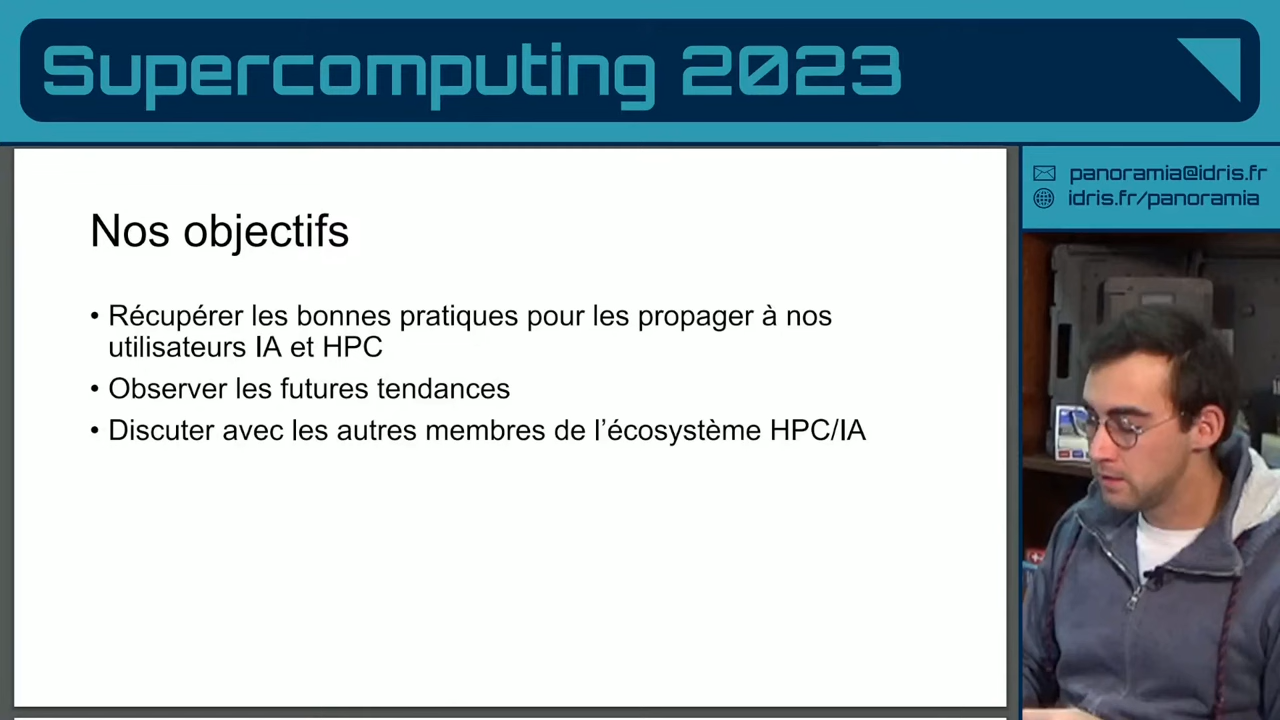 Supercomputing 2023
panoramia@idris.fr
idris.fr/panoramia
Nos objectifs
• Récupérer les bonnes pratiques pour les propager à nos
utilisateurs IA et HPC
• Observer les futures tendances
• Discuter avec les autres membres de l’écosystème HPC/IA